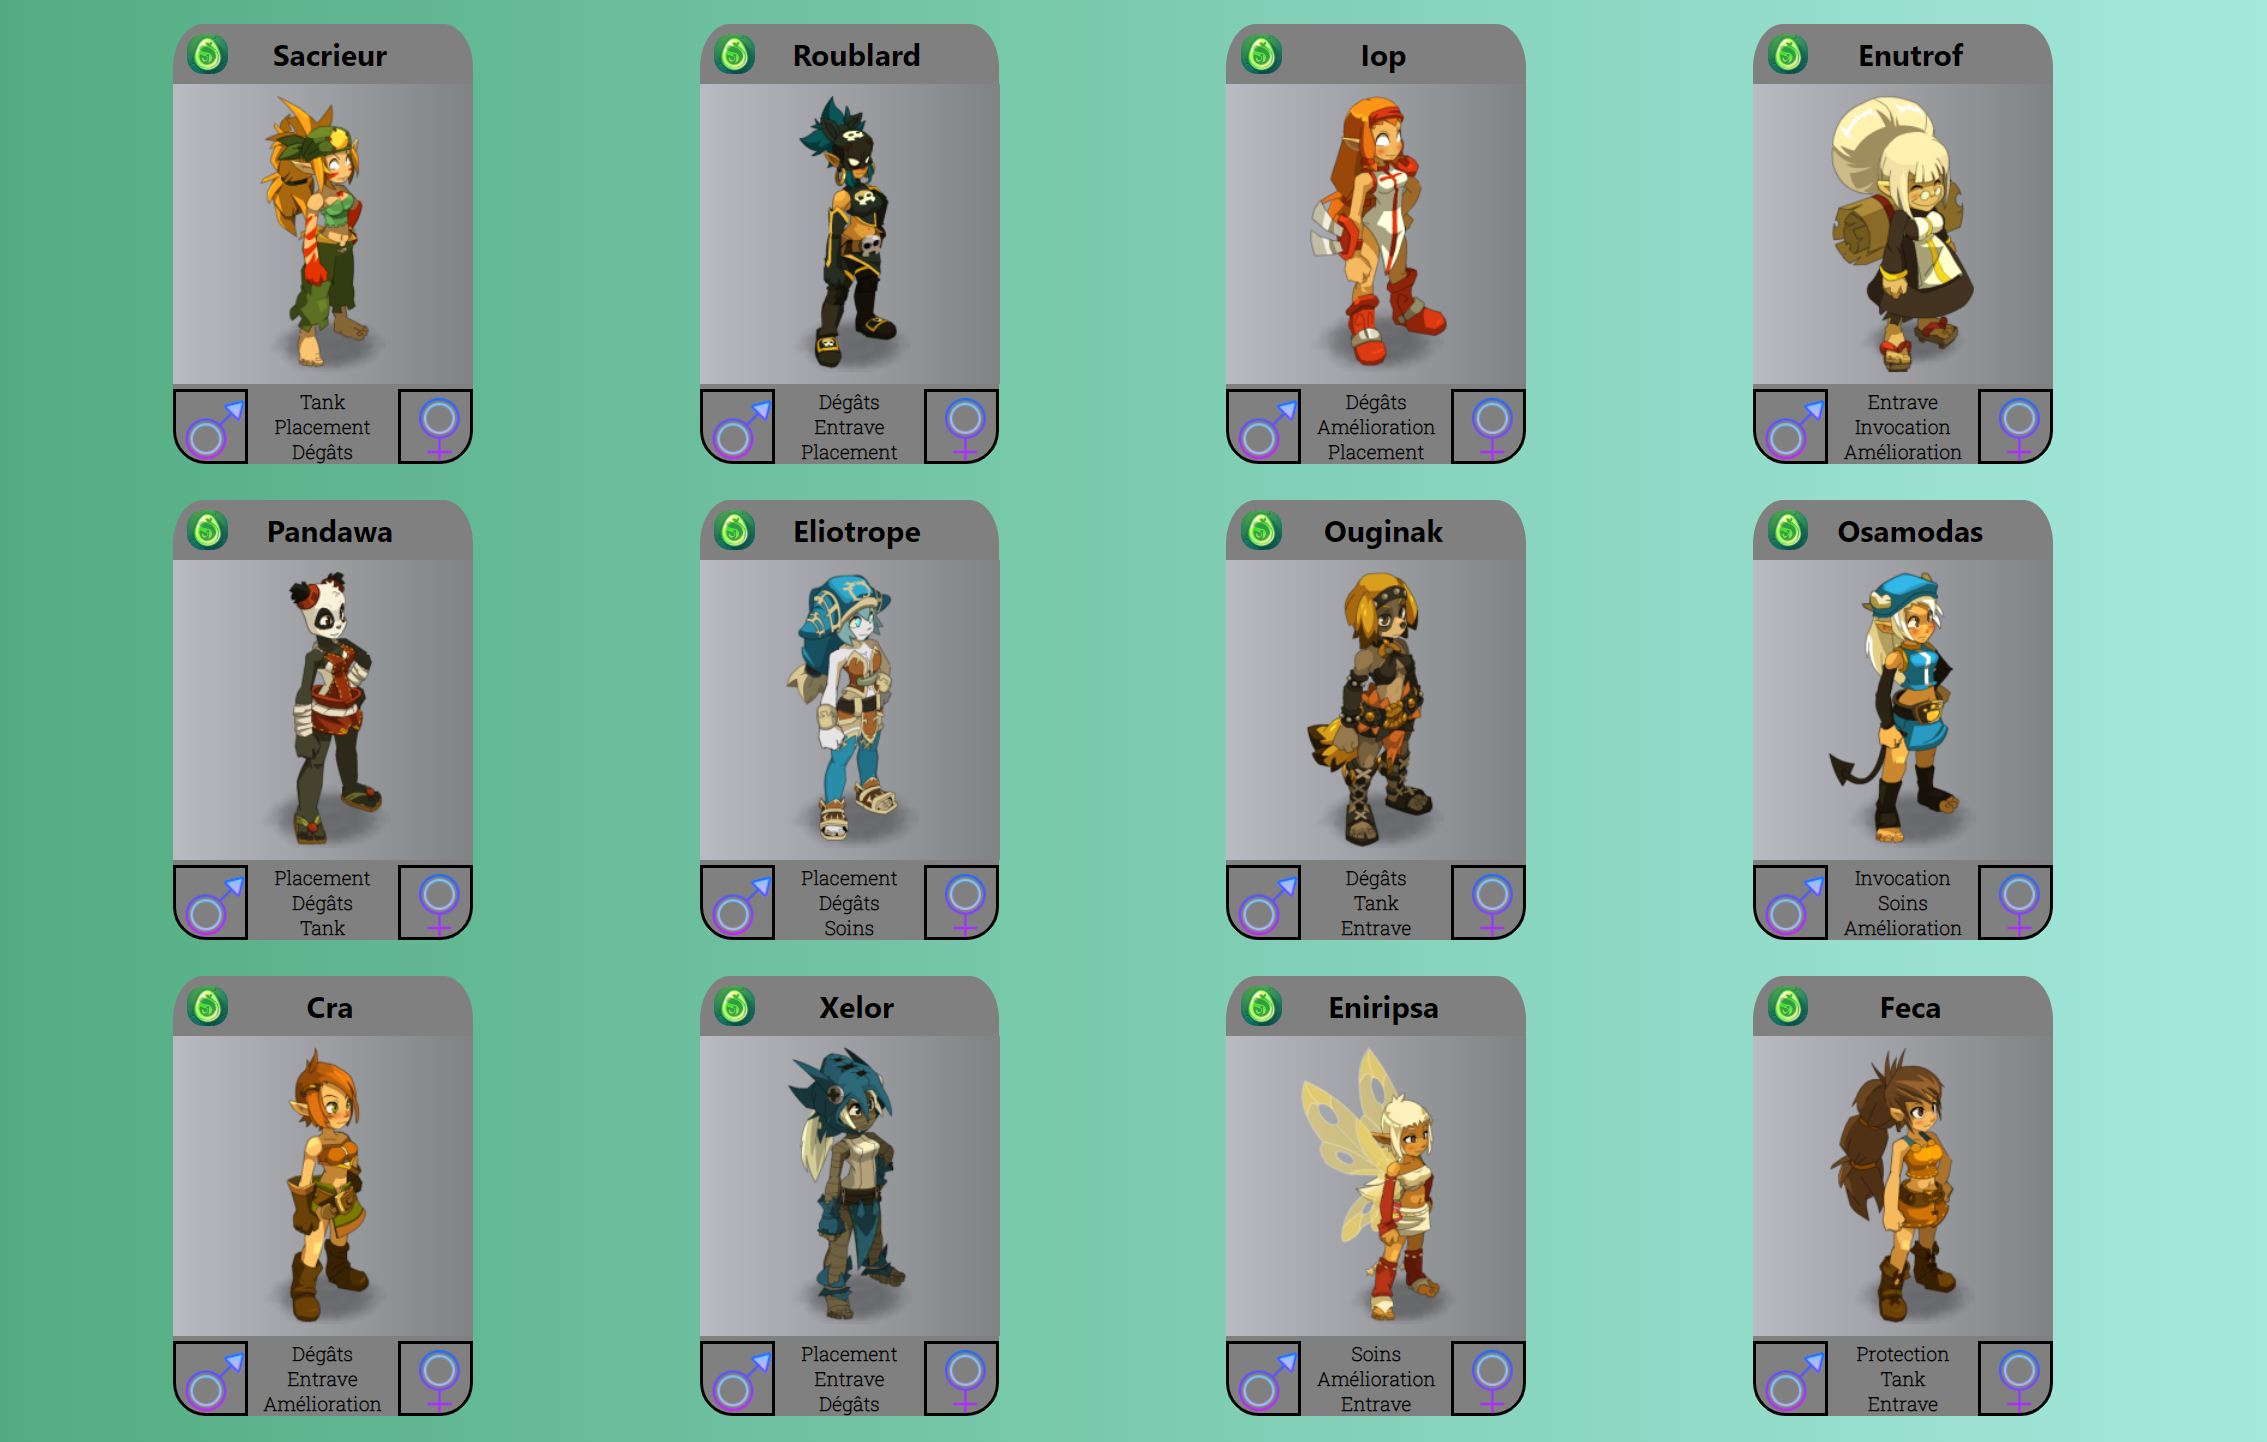 Sacrieur
Tank
Placement
Dégâts
Roublard
Dégâts
Entrave
Placement
Iop
Dégâts
Amélioration
Placement
Enutrof
Entrave
Invocation
Amélioration
Pandawa
Placement
Dégâts
Tank
Eliotrope
Placement
Dégâts
Soins
Ouginak
Dégâts
Tank
Entrave
Osamodas
Invocation
Soins
Amélioration
Cra
Dégâts
Entrave
Amélioration
Xelor
Placement
Entrave
Dégâts
Eniripsa
Soins
Amélioration
Entrave
Feca
Protection
Tank
Entrave